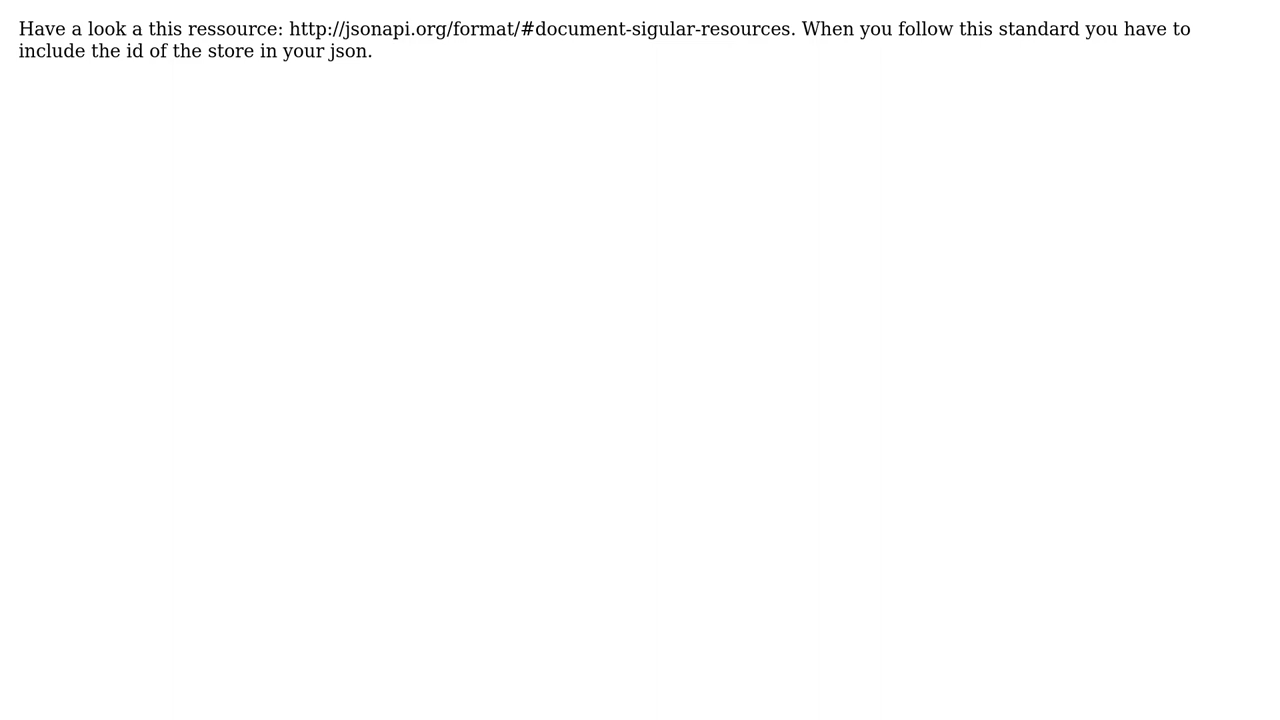 Have a look a this ressource: http://jsonapi.org/format/#document-sigular-resources. When you follow this standard you have to
include the id of the store in your json.